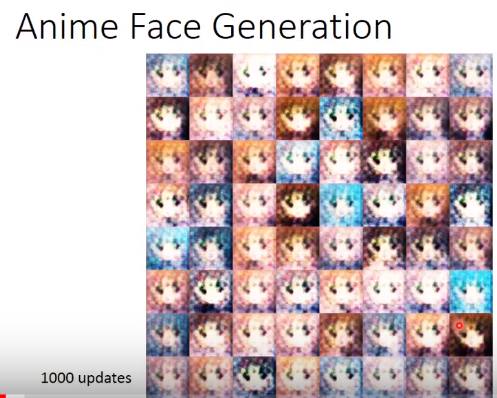 Anime Face Generation
1000 updates